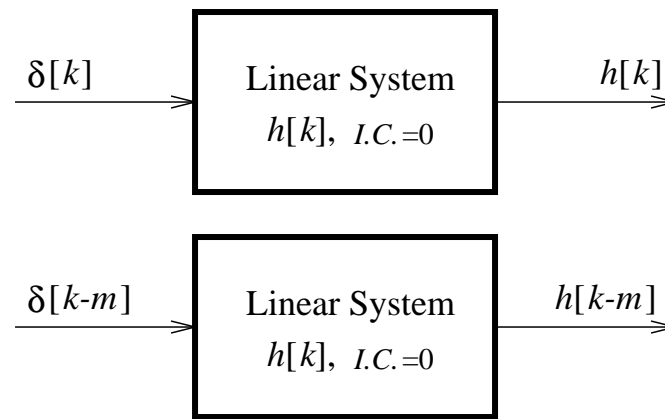 δ[k]
Linear System
h[k]
h[k], I.C.=0
δ[k-m]
Linear System
h[k-m]
h[k], I.C.=0